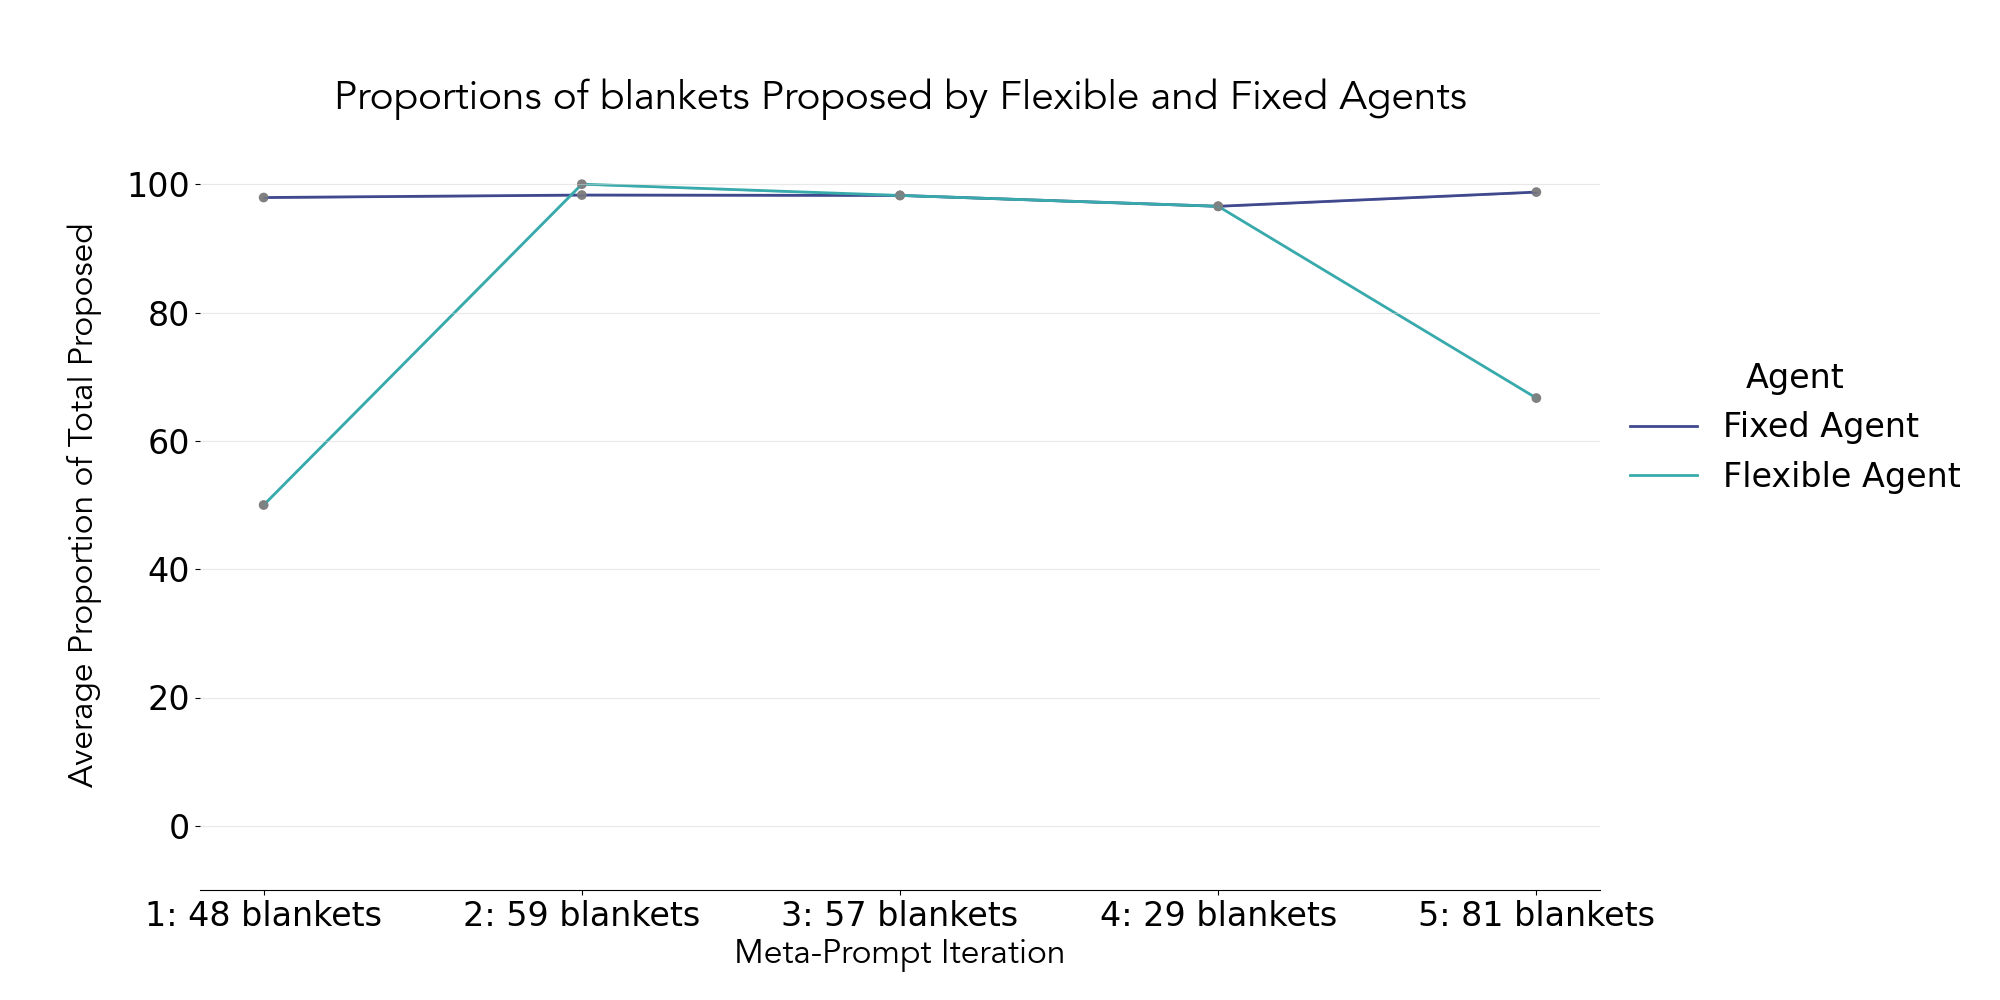 Proportions of blankets Proposed by Flexible and Fixed Agents
Average Proportion of Total Proposed
100
80
60
40
20
0
1: 48 blankets
2: 59 blankets
3: 57 blankets
4: 29 blankets
5: 81 blankets
Meta-Prompt Iteration
Agent
Fixed Agent
Flexible Agent